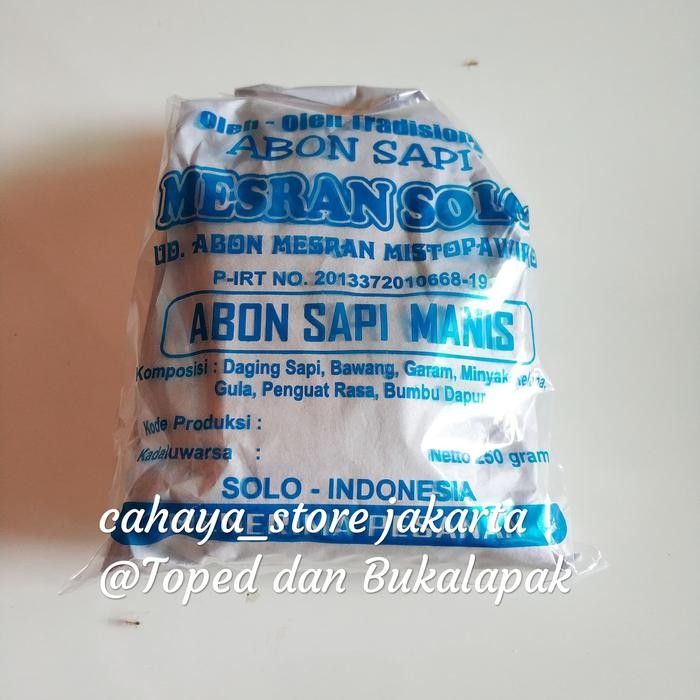 Oleh - Oleh Tradision
ABON SAPI
MESRAN SOLO
UD. ABON MESRAN MISTOPAWIRO
P-IRT NO. 2013372010668-19
ABON SAPI MANIS
Komposisi : Daging Sapi, Bawang, Garam, Minyak
Gula, Penguat Rasa, Bumbu Dapur
Kode Produksi :
Kadaluwarsa :
Netto 250 gram
SOLO - INDONESIA
cahaya_store jakarta
@Toped dan Bukalapak